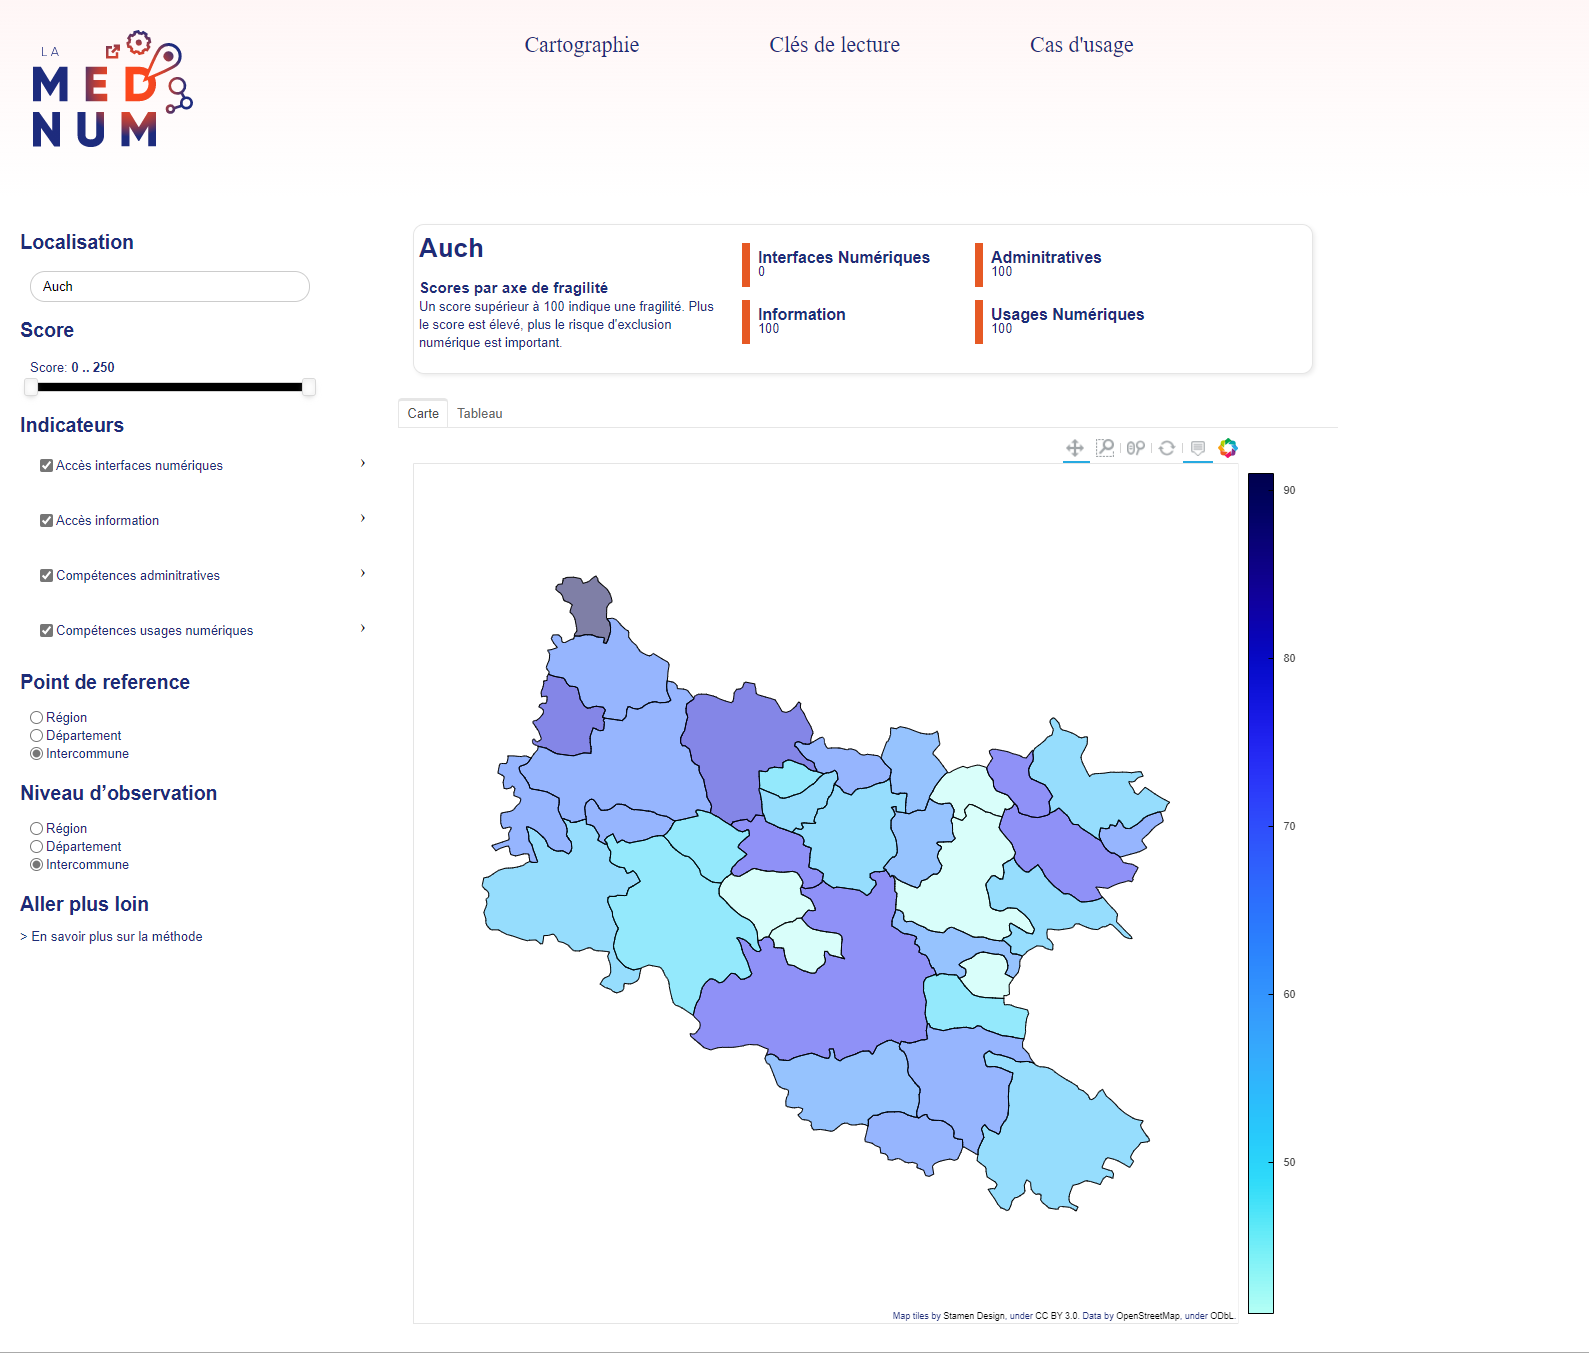 LA
MED
NUM
Cartographie
Clés de lecture
Cas d'usage
Localisation
Auch
Score
Score: 0 .. 250
Indicateurs
Accès interfaces numériques
Accès information
Compétences adminitratives
Compétences usages numériques
Point de reference
Région
Département
Intercommune
Niveau d’observation
Région
Département
Intercommune
Aller plus loin
> En savoir plus sur la méthode
Auch
Scores par axe de fragilité
Un score supérieur à 100 indique une fragilité. Plus
le score est élevé, plus le risque d'exclusion
numérique est important.
Interfaces Numériques
0
Adminitratives
100
Information
100
Usages Numériques
100
Carte
Tableau
90
80
70
60
50
Map tiles by Stamen Design, under CC BY 3.0. Data by OpenStreetMap, under ODbL.